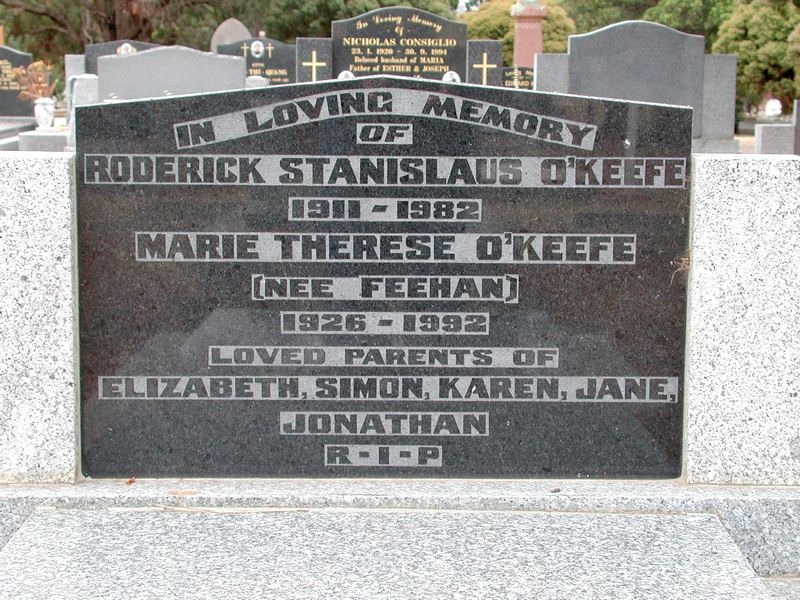 In Loving Memory
Of
NICHOLAS CONSIGLIO
23. 1. 1920 - 30. 9. 1994
Beloved husband of MARIA
Father of ESTHER & JOSEPH
THI-QUANG
IN LOVING MEMORY
OF
RODERICK STANISLAUS O'KEEFE
1911 - 1982
MARIE THERESE O'KEEFE
(NEE FEEHAN)
1926 - 1992
LOVED PARENTS OF
ELIZABETH, SIMON, KAREN, JANE,
JONATHAN
R - I - P